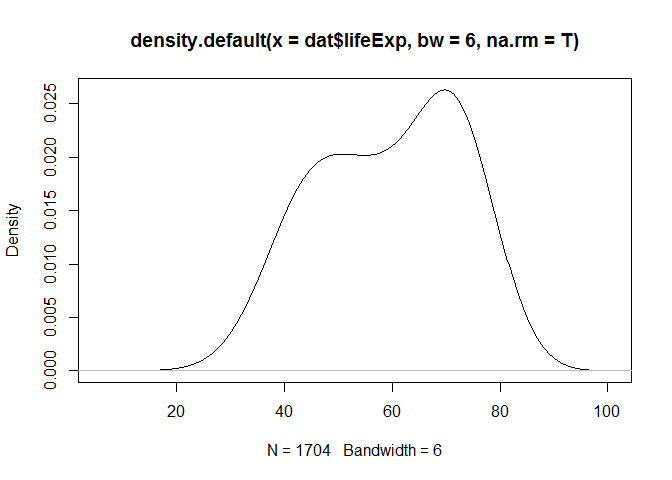 density.default(x = dat$lifeExp, bw = 6, na.rm = T)
Density
0.025
0.020
0.015
0.010
0.005
0.000
20 40 60 80 100
N = 1704 Bandwidth = 6